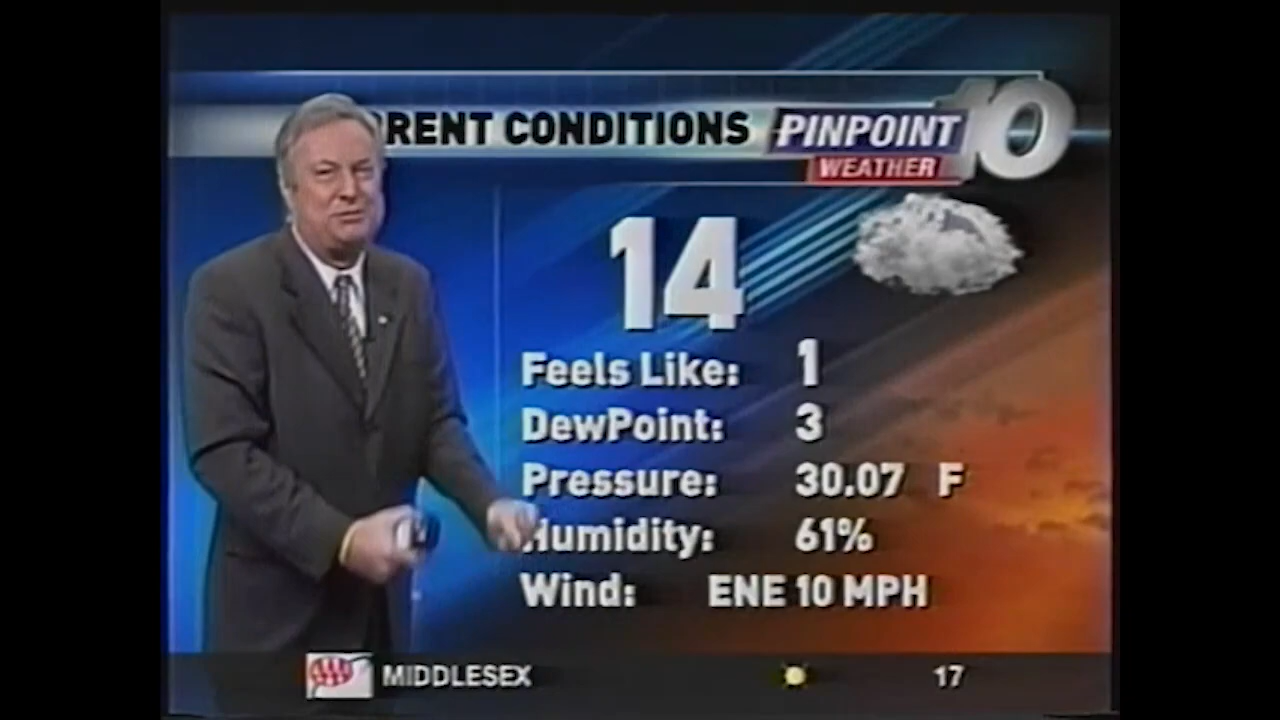 RENT CONDITIONS
PINPOINT 10
WEATHER
14
Feels Like: 1
DewPoint: 3
Pressure: 30.07 F
Humidity: 61%
Wind: ENE 10 MPH
MIDDLESEX 17